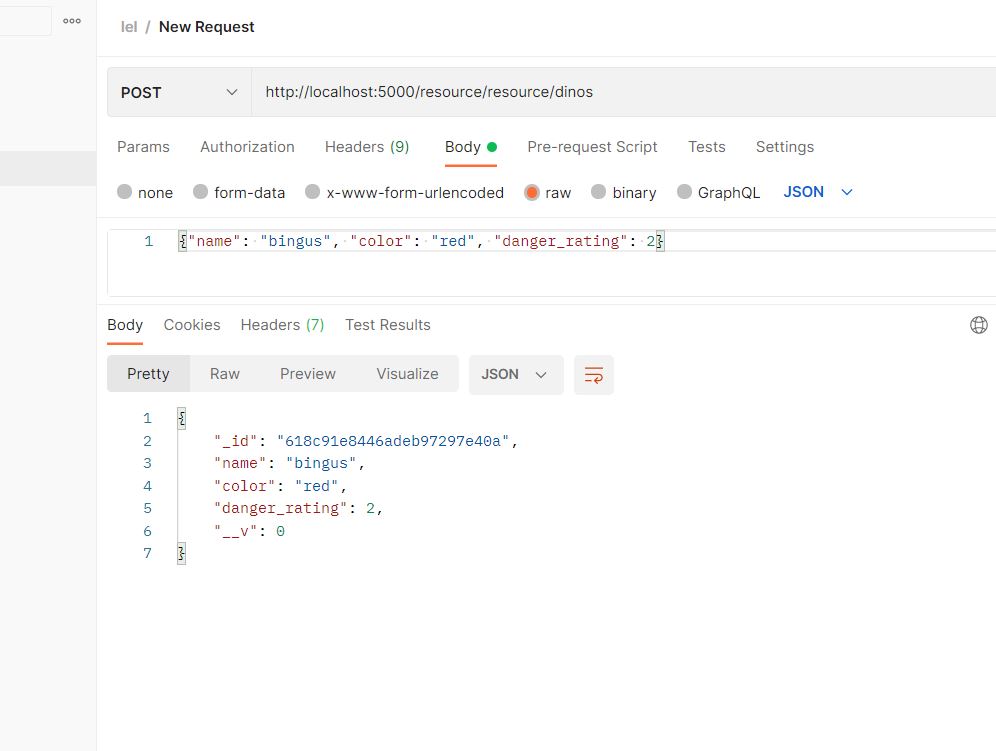 lel / New Request
POST http://localhost:5000/resource/resource/dinos
Params Authorization Headers (9) Body Pre-request Script Tests Settings
none form-data x-www-form-urlencoded raw binary GraphQL JSON
1 {"name": "bingus", "color": "red", "danger_rating": 2}
Body Cookies Headers (7) Test Results
Pretty Raw Preview Visualize JSON
1 {
2 "_id": "618c91e8446adeb97297e40a",
3 "name": "bingus",
4 "color": "red",
5 "danger_rating": 2,
6 "__v": 0
7 }